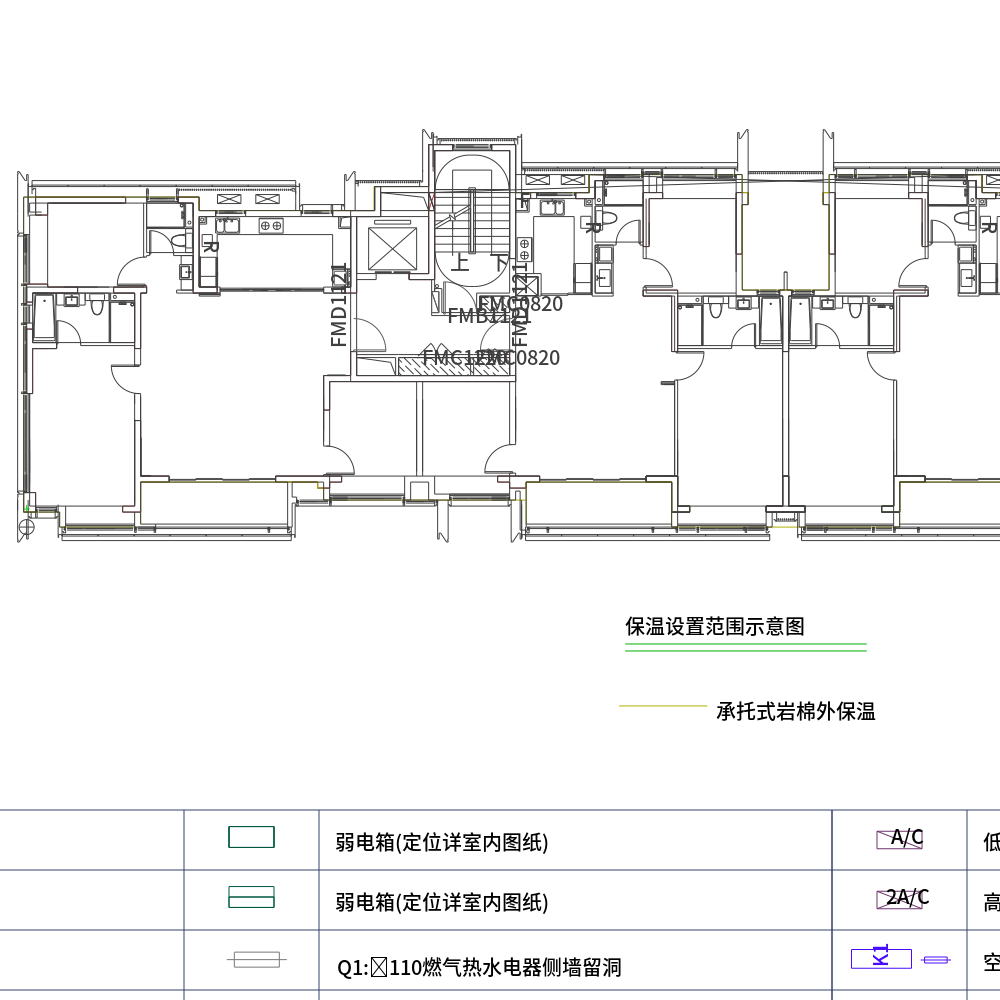 上 下
R
FMD1121
FMC0820
FMB1121
FMD1121
FMC1220
FMC0820
R
R
保温设置范围示意图
承托式岩棉外保温
弱电箱(定位详室内图纸)
A/C
低
弱电箱(定位详室内图纸)
2A/C
高
Q1:〿110燃气热水电器侧墙留洞
K1
空